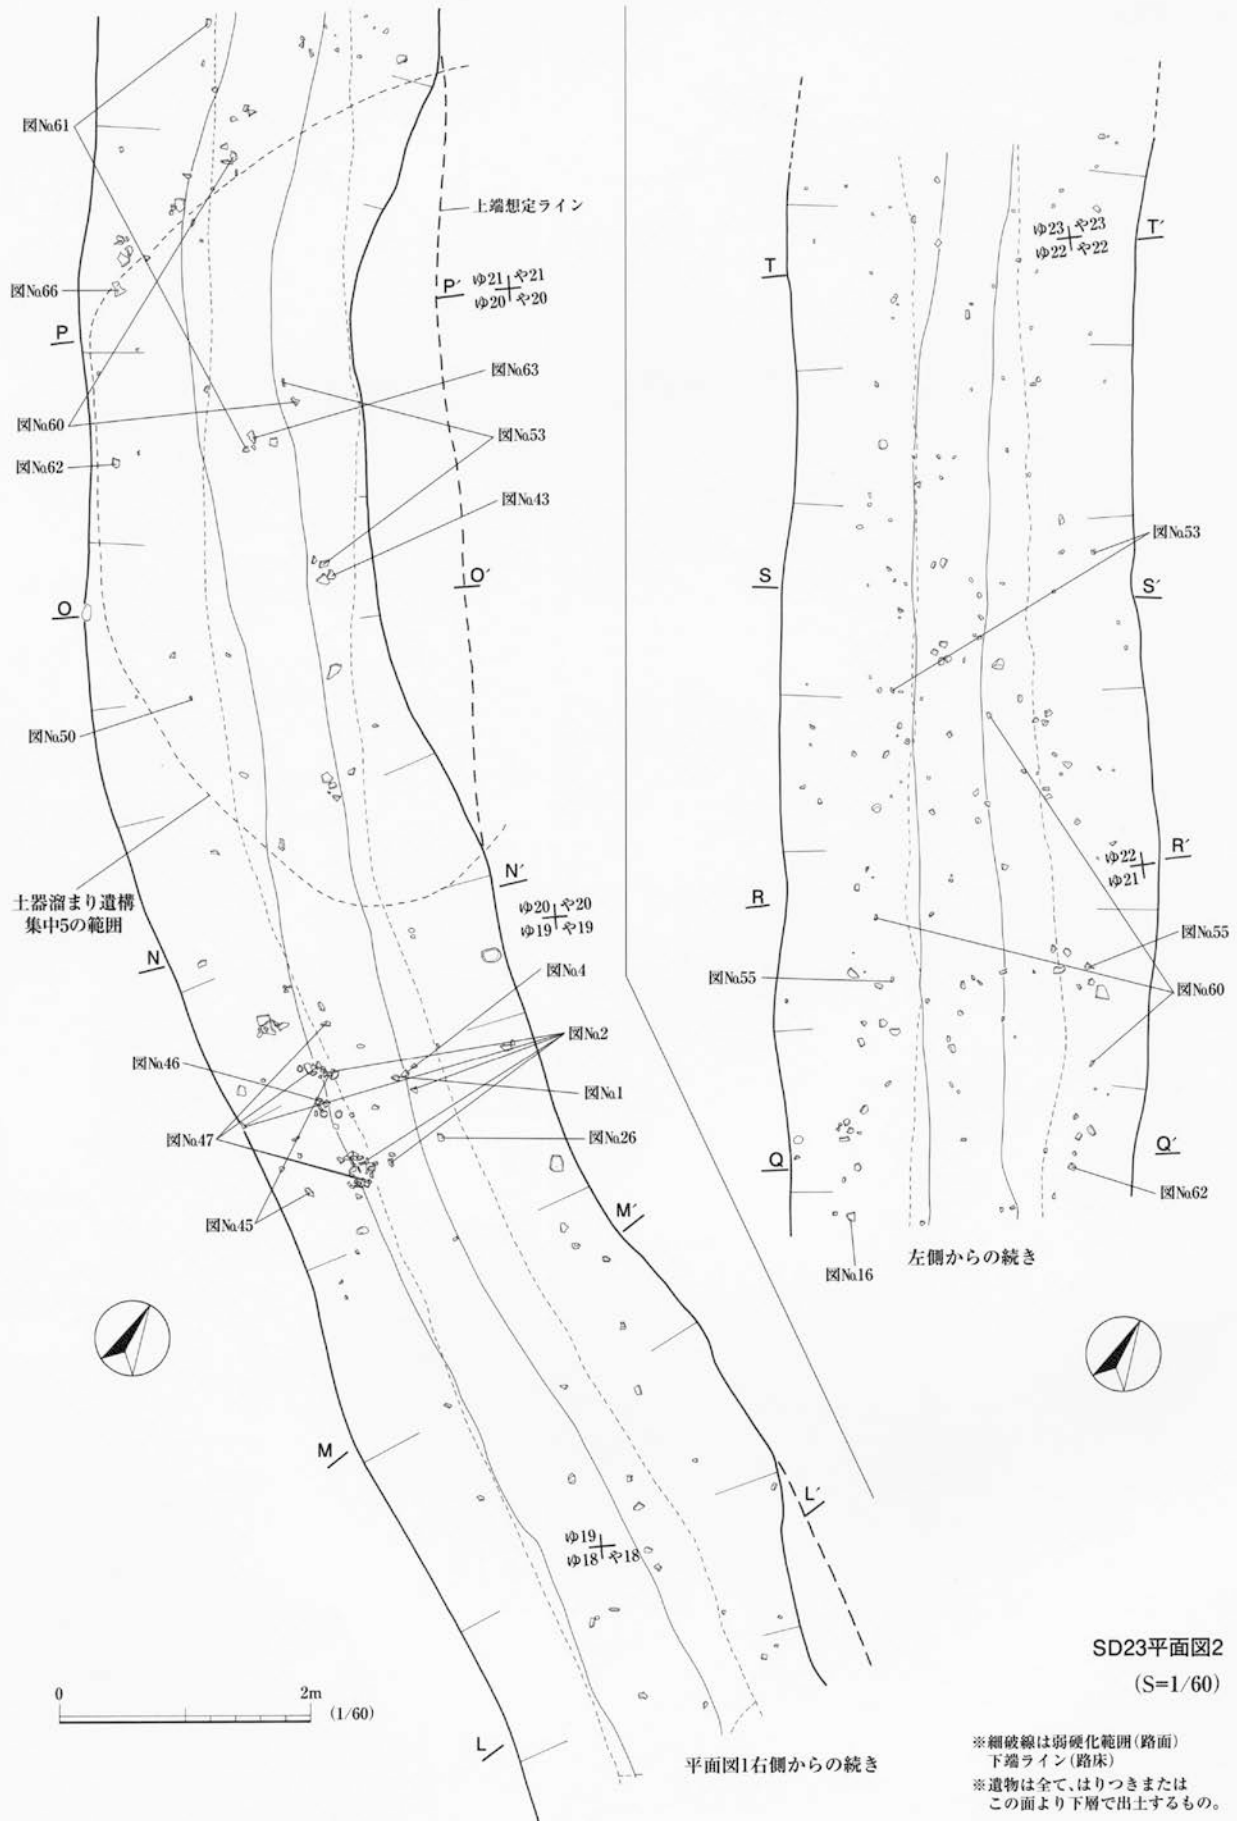 図No.61
上端想定ライン
P′
ゆ21 や21
ゆ20 や20
図No.66
P
図No.63
図No.60
図No.53
図No.62
図No.43
O′
O
図No.50
土器溜まり遺構
集中5の範囲
N′
ゆ20 や20
ゆ19 や19
N
図No.4
図No.2
図No.46
図No.1
図No.47
図No.26
図No.45
M′
M
L′
ゆ19
ゆ18 や18
L
0 2m
(1/60)
平面図1右側からの続き
ゆ23 や23
ゆ22 や22
T′
T
図No.53
S
S′
ゆ22
ゆ21
R′
R
図No.55
図No.55
図No.60
Q
Q′
図No.62
図No.16
左側からの続き
SD23平面図2
(S=1/60)
※細破線は弱硬化範囲(路面)
下端ライン(路床)
※遺物は全て、はりつきまたは
この面より下層で出土するもの。